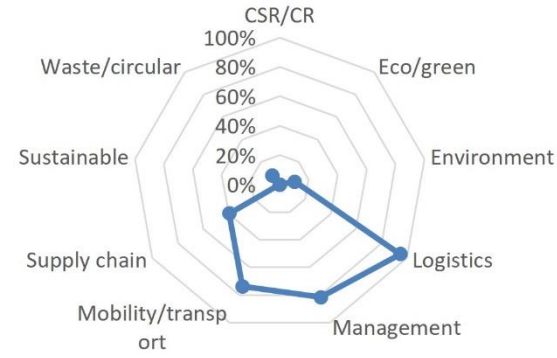 CSR/CR
100%
80%
60%
40%
20%
0%
Waste/circular
Eco/green
Sustainable
Environment
Supply chain
Logistics
Mobility/transp
ort
Management